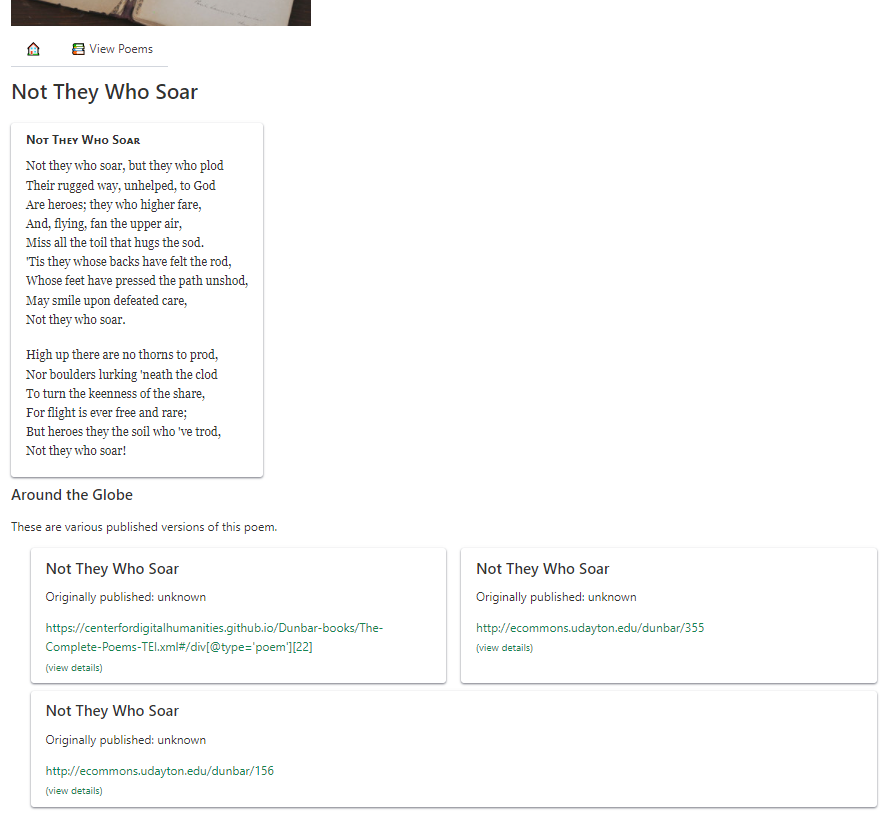 View Poems
Not They Who Soar
Not They Who Soar
Not they who soar, but they who plod
Their rugged way, unhelped, to God
Are heroes; they who higher fare,
And, flying, fan the upper air,
Miss all the toil that hugs the sod.
'Tis they whose backs have felt the rod,
Whose feet have pressed the path unshod,
May smile upon defeated care,
Not they who soar.
High up there are no thorns to prod,
Nor boulders lurking 'neath the clod
To turn the keenness of the share,
For flight is ever free and rare;
But heroes they the soil who 've trod,
Not they who soar!
Around the Globe
These are various published versions of this poem.
Not They Who Soar
Originally published: unknown
https://centerfordigitalhumanities.github.io/Dunbar-books/The-
Complete-Poems-TEI.xml#/div[@type='poem'][22]
(view details)
Not They Who Soar
Originally published: unknown
http://ecommons.udayton.edu/dunbar/355
(view details)
Not They Who Soar
Originally published: unknown
http://ecommons.udayton.edu/dunbar/156
(view details)